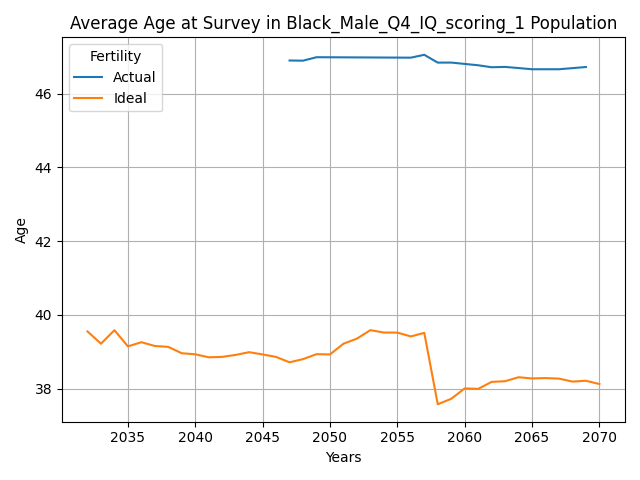 Average Age at Survey in Black_Male_Q4_IQ_scoring_1 Population
Fertility
Actual
Ideal
46
44
42
40
38
Age
2035 2040 2045 2050 2055 2060 2065 2070
Years